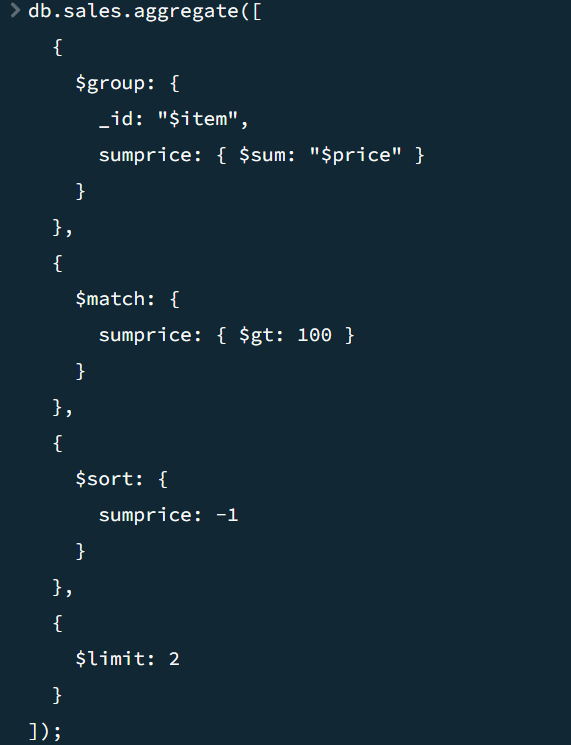 > db.sales.aggregate([
  {
    $group: {
      _id: "$item",
      sumprice: { $sum: "$price" }
    }
  },
  {
    $match: {
      sumprice: { $gt: 100 }
    }
  },
  {
    $sort: {
      sumprice: -1
    }
  },
  {
    $limit: 2
  }
]);